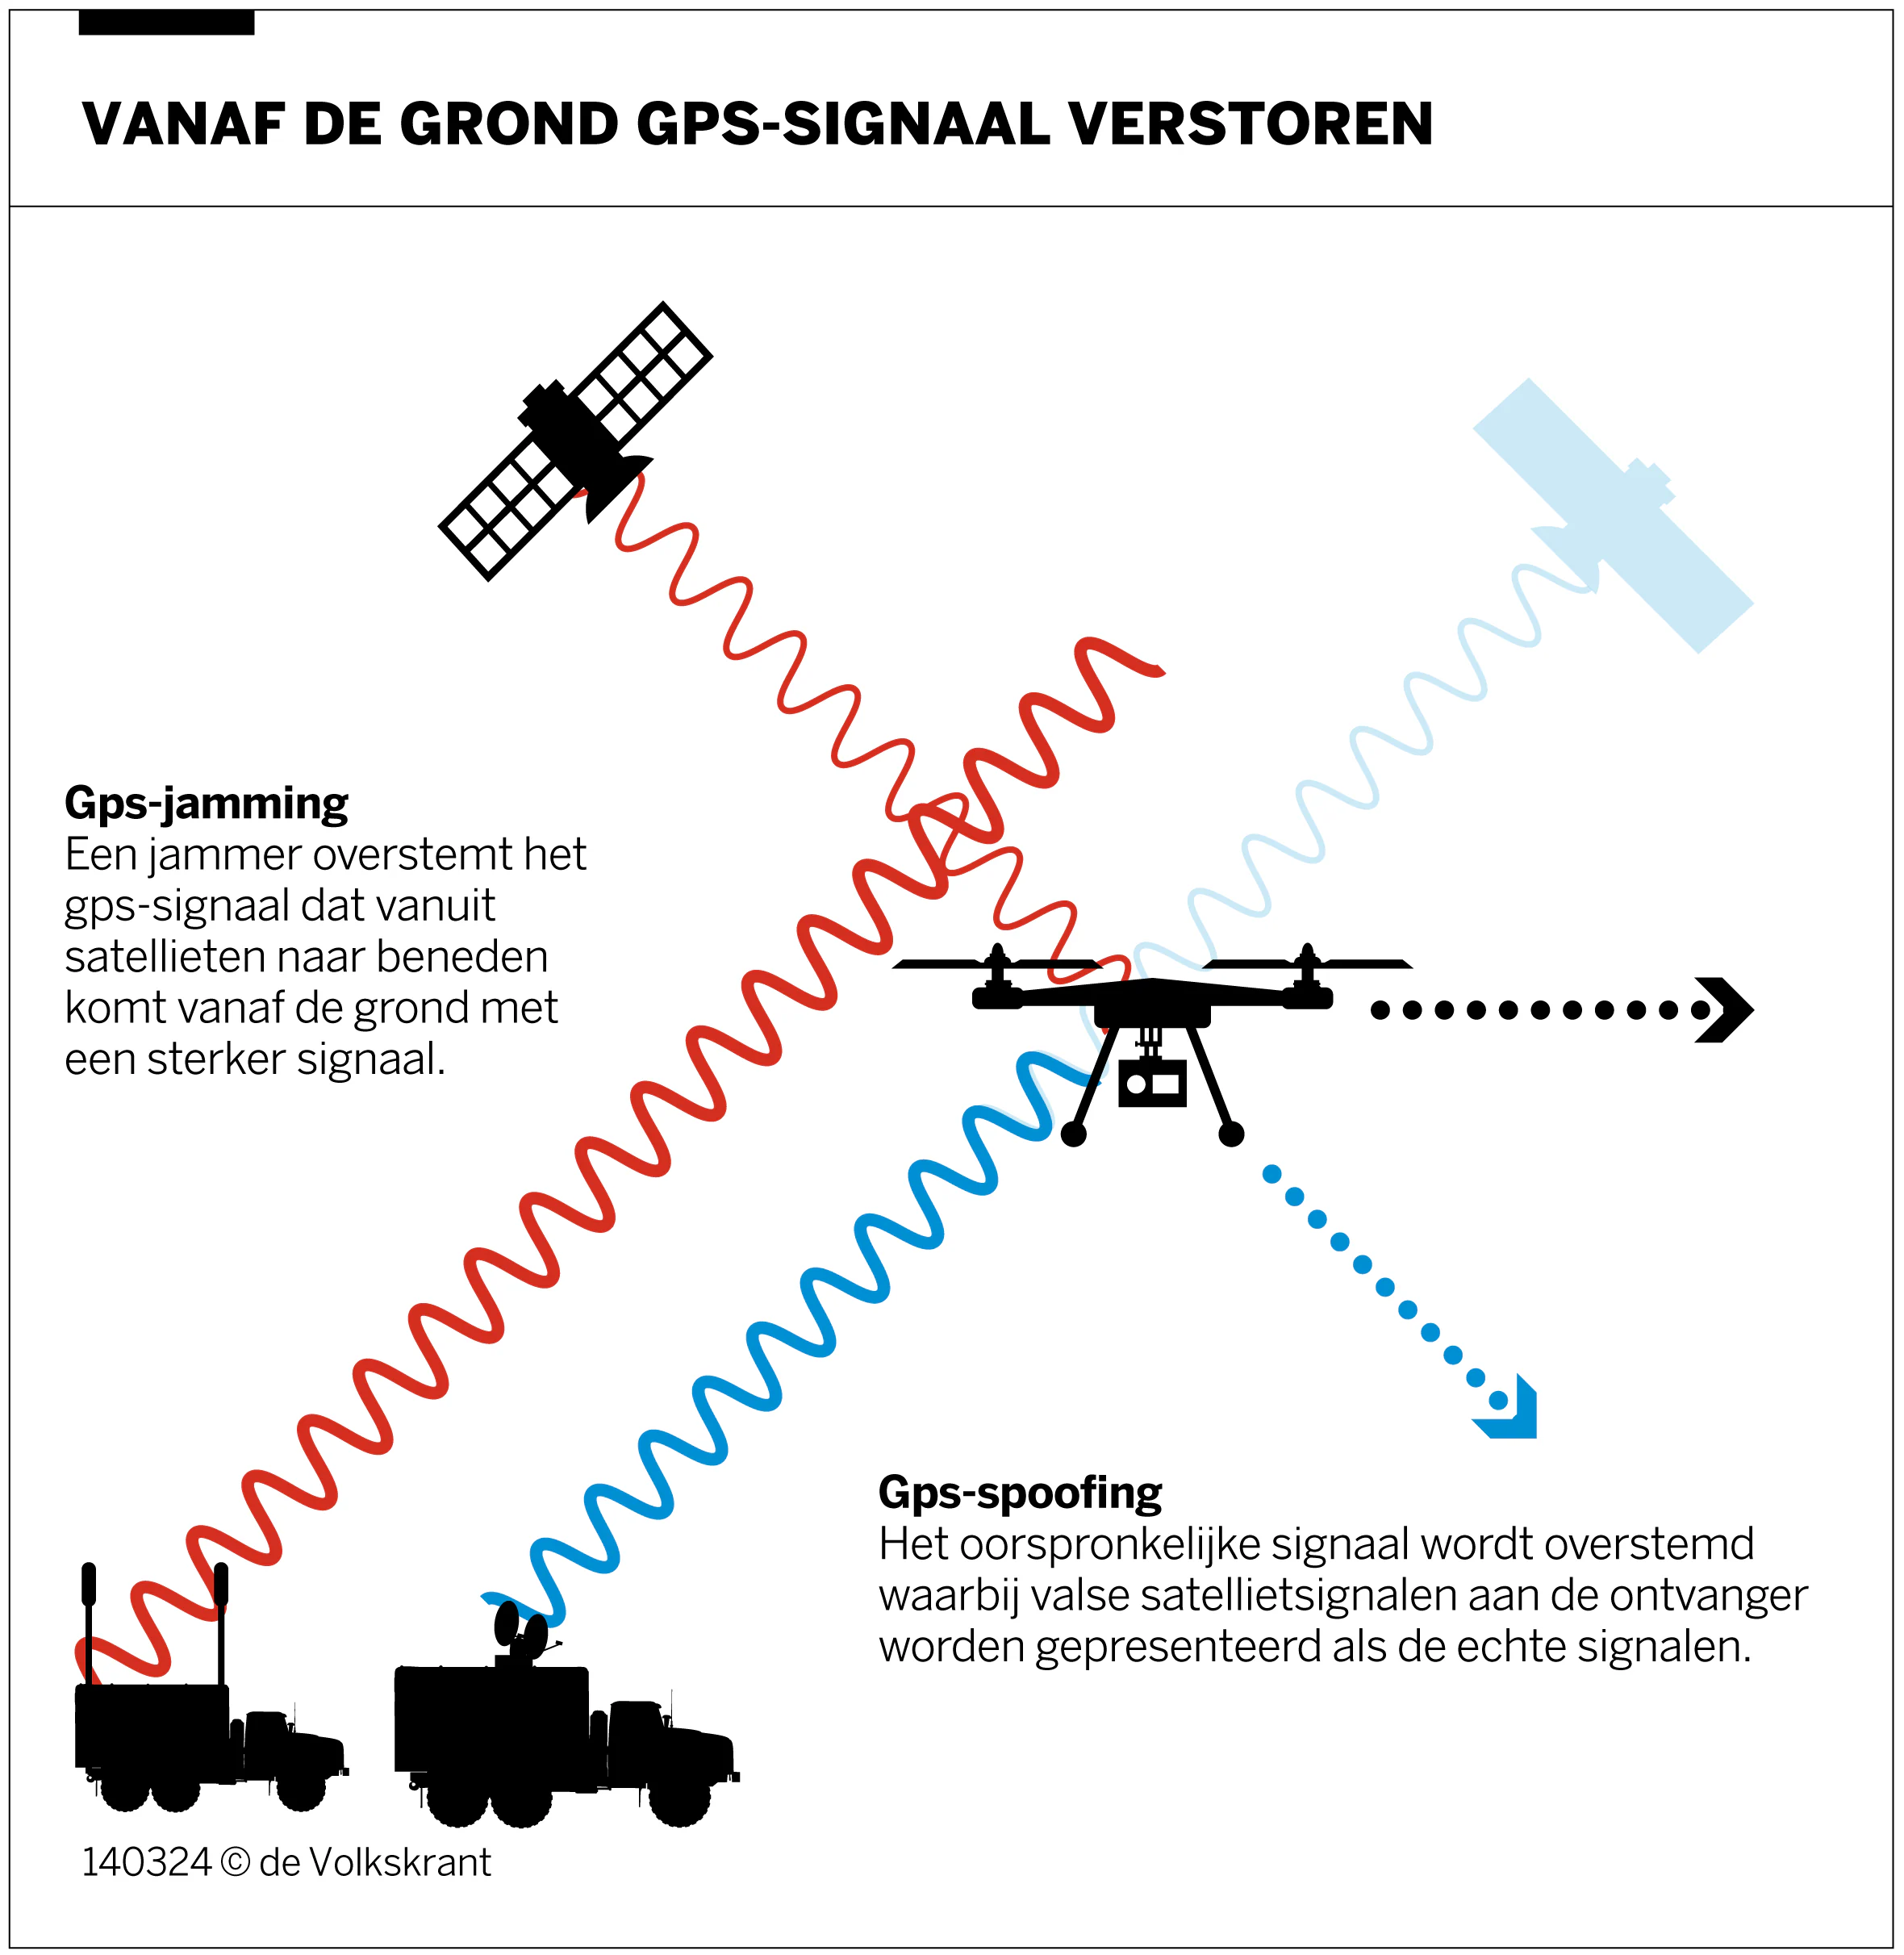 VANAF DE GROND GPS-SIGNAAL VERSTOREN
Gps-jamming
Een jammer overstemt het
gps-signaal dat vanuit
satellieten naar beneden
komt vanaf de grond met
een sterker signaal.
Gps-spoofing
Het oorspronkelijke signaal wordt overstemd
waarbij valse satellietsignalen aan de ontvanger
worden gepresenteerd als de echte signalen.
140324 © de Volkskrant